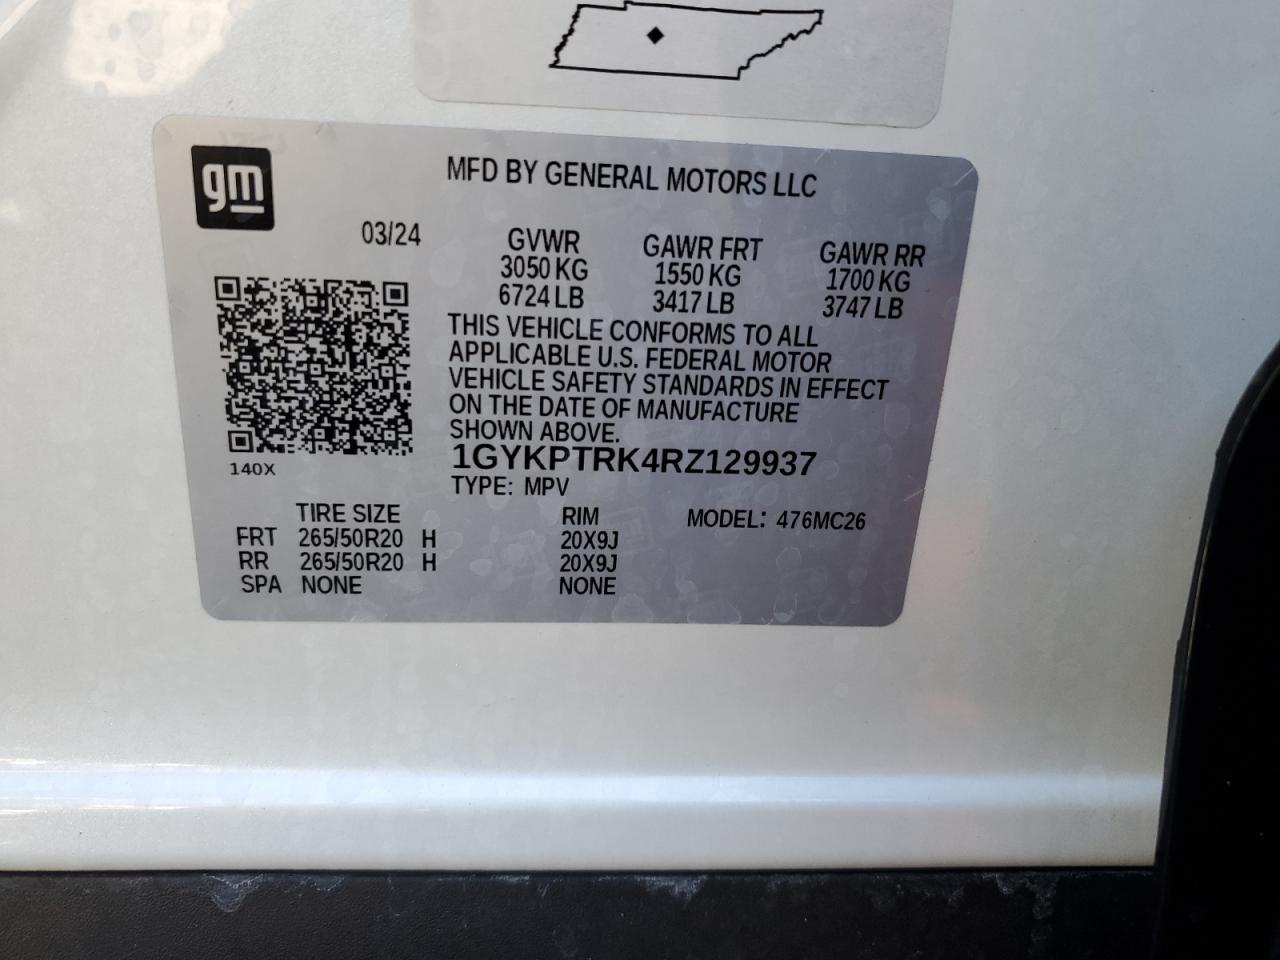 gm
MFD BY GENERAL MOTORS LLC
03/24
GVWR GAWR FRT GAWR RR
3050 KG 1550 KG 1700 KG
6724 LB 3417 LB 3747 LB
THIS VEHICLE CONFORMS TO ALL
APPLICABLE U.S. FEDERAL MOTOR
VEHICLE SAFETY STANDARDS IN EFFECT
ON THE DATE OF MANUFACTURE
SHOWN ABOVE.
1GYKPTRK4RZ129937
140X
TYPE: MPV
TIRE SIZE RIM MODEL: 476MC26
FRT 265/50R20 H 20X9J
RR 265/50R20 H 20X9J
SPA NONE NONE